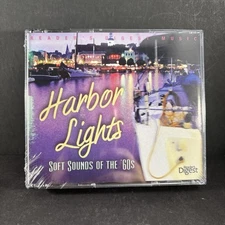 Harbor
Lights
SOFT SOUNDS OF THE '60s
Digest